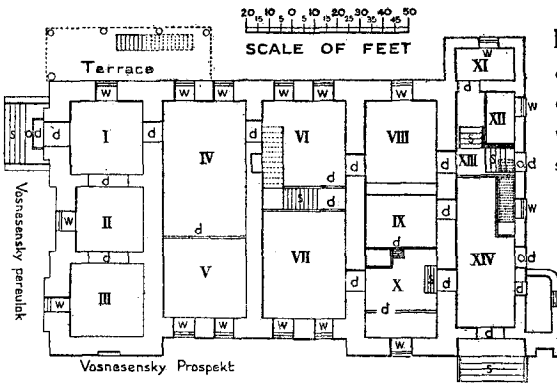 20 10 0 10 20 30 40 50
15 5 5 15 25 35 45
SCALE OF FEET
Terrace
W W W W W W W
XI
d
XII W
S o d d I d IV d VI VIII d S
XIII S o d
d d d
W II d S d IX d W
d d
V VII XIV
W III d X S d d o
d
W W W W W d
S
Vosnesensky pereulok
Vosnesensky Prospekt